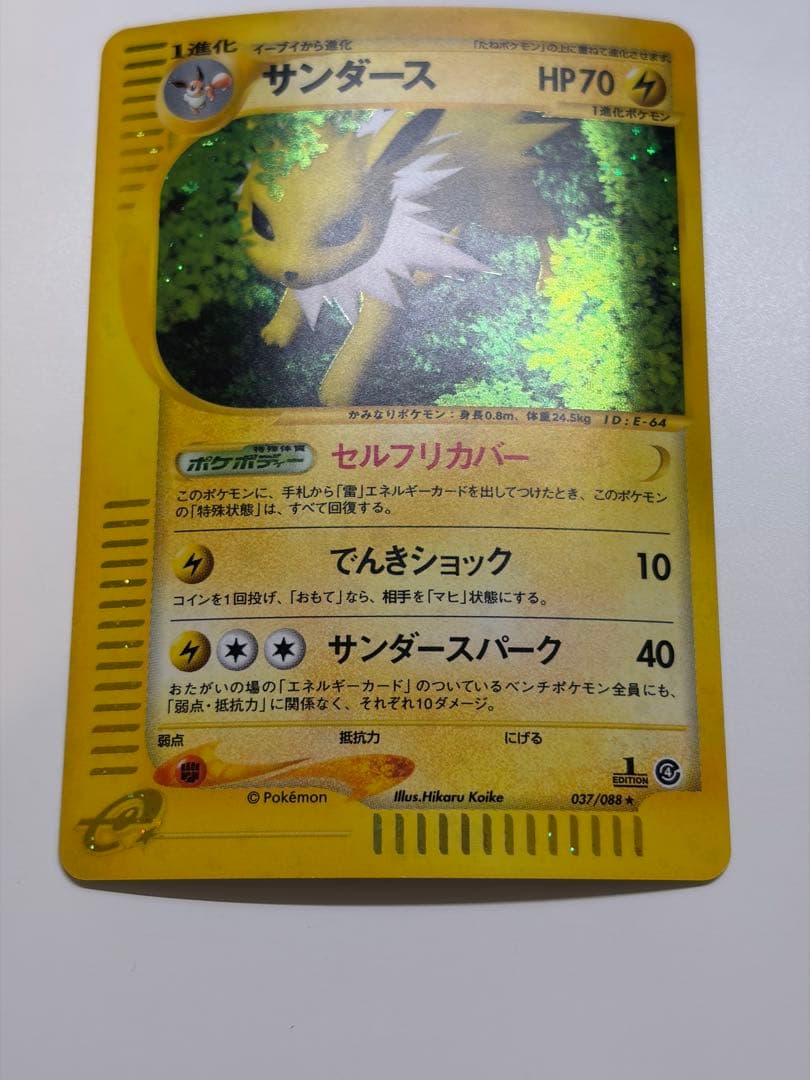 1進化 イーブイから進化 「たねポケモン」の上に重ねて進化させます。
サンダース HP70
1進化ポケモン
かみなりポケモン：身長0.8m、体重24.5kg ID:E-64
特殊体質
ポケボディー セルフリカバー
このポケモンに、手札から「雷」エネルギーカードを出してつけたとき、このポケモン
の「特殊状態」は、すべて回復する。
でんきショック 10
コインを1回投げ、「おもて」なら、相手を「マヒ」状態にする。
サンダースパーク 40
おたがいの場の「エネルギーカード」のついているベンチポケモン全員にも、
「弱点・抵抗力」に関係なく、それぞれ10ダメージ。
弱点 抵抗力 にげる
1
EDITION
4
© Pokémon Illus.Hikaru Koike 037/088★
e